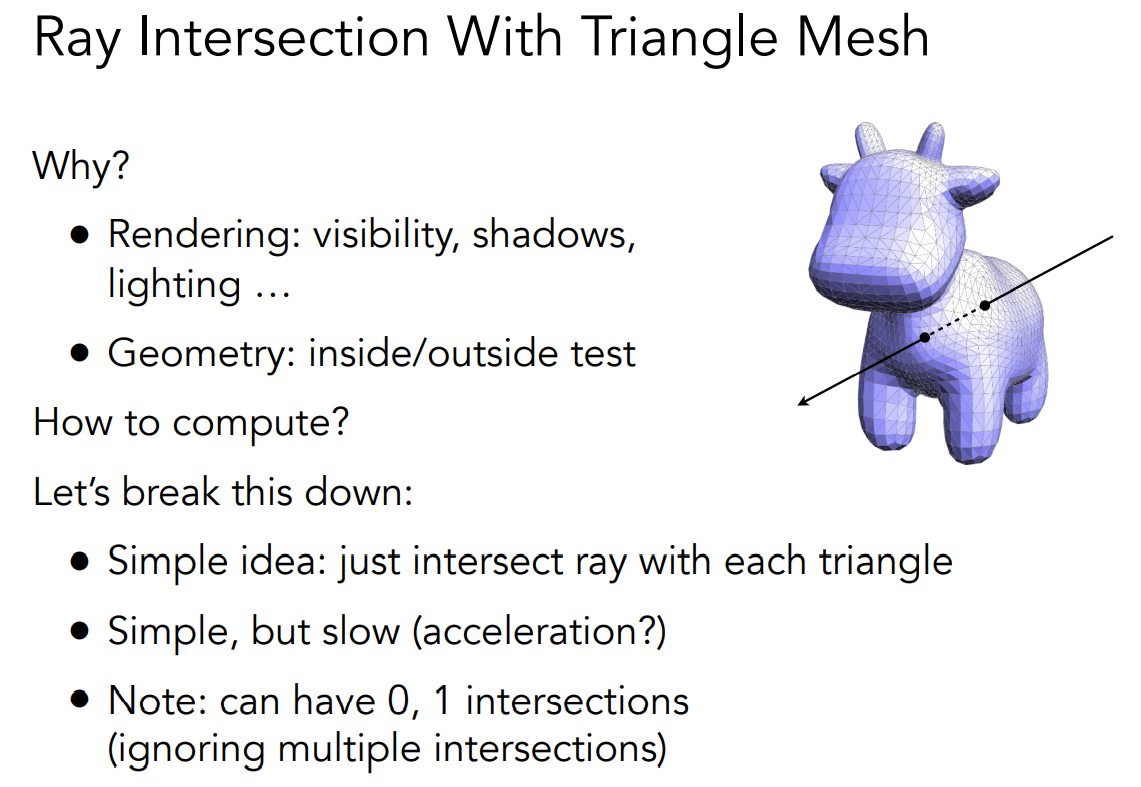 Ray Intersection With Triangle Mesh
Why?
● Rendering: visibility, shadows,
lighting …
● Geometry: inside/outside test
How to compute?
Let’s break this down:
● Simple idea: just intersect ray with each triangle
● Simple, but slow (acceleration?)
● Note: can have 0, 1 intersections
(ignoring multiple intersections)